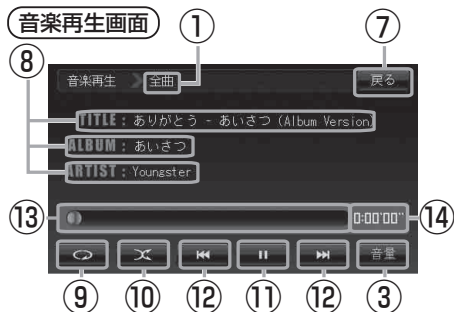 音楽再生画面
① ⑦
⑧
音楽再生 全曲 戻る
TITLE : ありがとう - あいさつ (Album Version)
ALBUM : あいさつ
ARTIST : Youngster
⑬ 0:00'00" ⑭
音量
⑨ ⑩ ⑫ ⑪ ⑫ ③